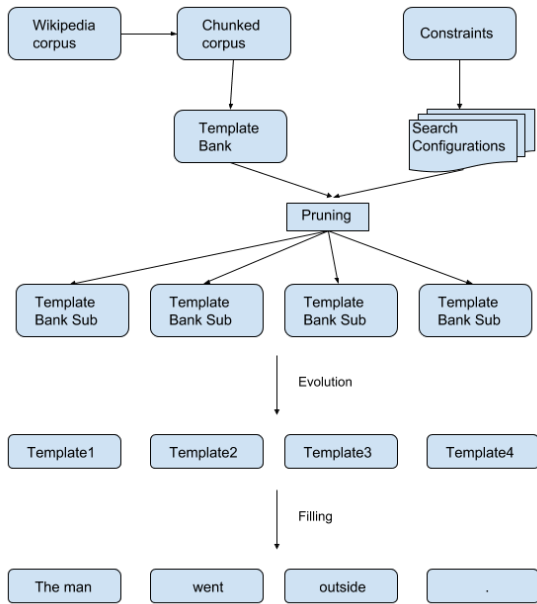 Wikipedia
corpus
Chunked
corpus
Constraints
Template
Bank
Search
Configurations
Pruning
Template
Bank Sub
Template
Bank Sub
Template
Bank Sub
Template
Bank Sub
Evolution
Template1
Template2
Template3
Template4
Filling
The man
went
outside
.